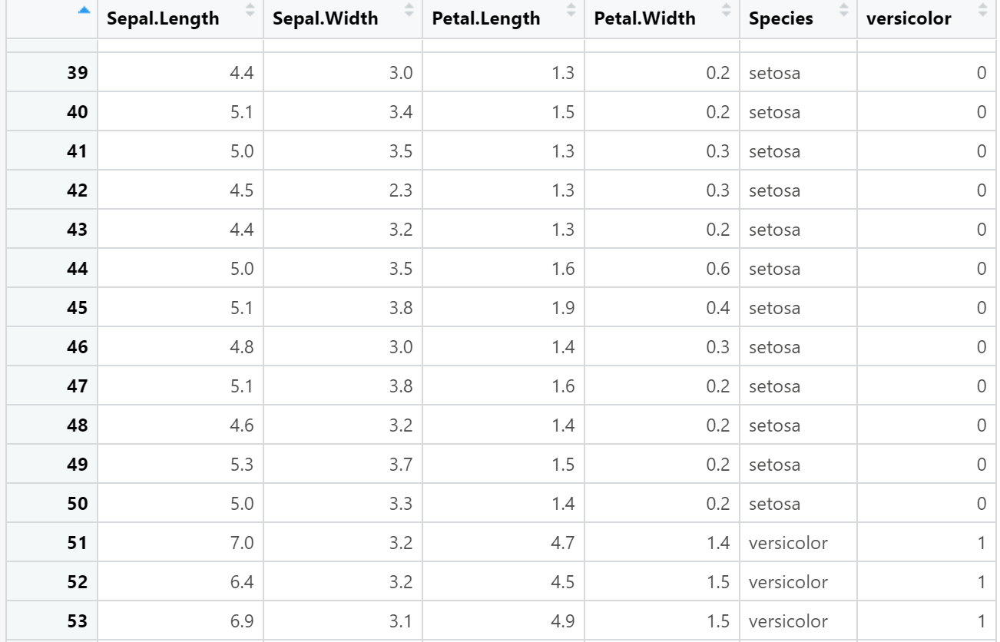 Sepal.Length Sepal.Width Petal.Length Petal.Width Species versicolor
39 4.4 3.0 1.3 0.2 setosa 0
40 5.1 3.4 1.5 0.2 setosa 0
41 5.0 3.5 1.3 0.3 setosa 0
42 4.5 2.3 1.3 0.3 setosa 0
43 4.4 3.2 1.3 0.2 setosa 0
44 5.0 3.5 1.6 0.6 setosa 0
45 5.1 3.8 1.9 0.4 setosa 0
46 4.8 3.0 1.4 0.3 setosa 0
47 5.1 3.8 1.6 0.2 setosa 0
48 4.6 3.2 1.4 0.2 setosa 0
49 5.3 3.7 1.5 0.2 setosa 0
50 5.0 3.3 1.4 0.2 setosa 0
51 7.0 3.2 4.7 1.4 versicolor 1
52 6.4 3.2 4.5 1.5 versicolor 1
53 6.9 3.1 4.9 1.5 versicolor 1